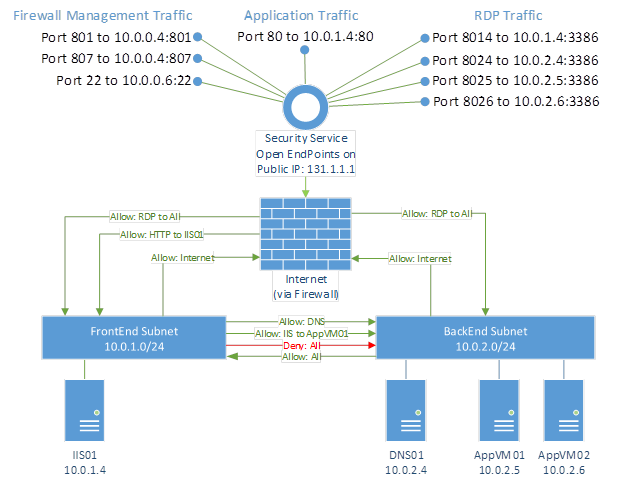 Firewall Management Traffic
Application Traffic
RDP Traffic
Port 801 to 10.0.0.4:801
Port 80 to 10.0.1.4:80
Port 8014 to 10.0.1.4:3386
Port 807 to 10.0.0.4:807
Port 8024 to 10.0.2.4:3386
Port 22 to 10.0.0.6:22
Port 8025 to 10.0.2.5:3386
Port 8026 to 10.0.2.6:3386
Security Service
Open EndPoints on
Public IP: 131.1.1.1
Allow: RDP to All
Allow: RDP to All
Allow: HTTP to IIS01
Allow: Internet
Allow: Internet
Internet
(via Firewall)
FrontEnd Subnet
10.0.1.0/24
Allow: DNS
Allow: IIS to AppVM01
Deny: All
Allow: All
BackEnd Subnet
10.0.2.0/24
IIS01
10.0.1.4
DNS01
10.0.2.4
AppVM01
10.0.2.5
AppVM02
10.0.2.6